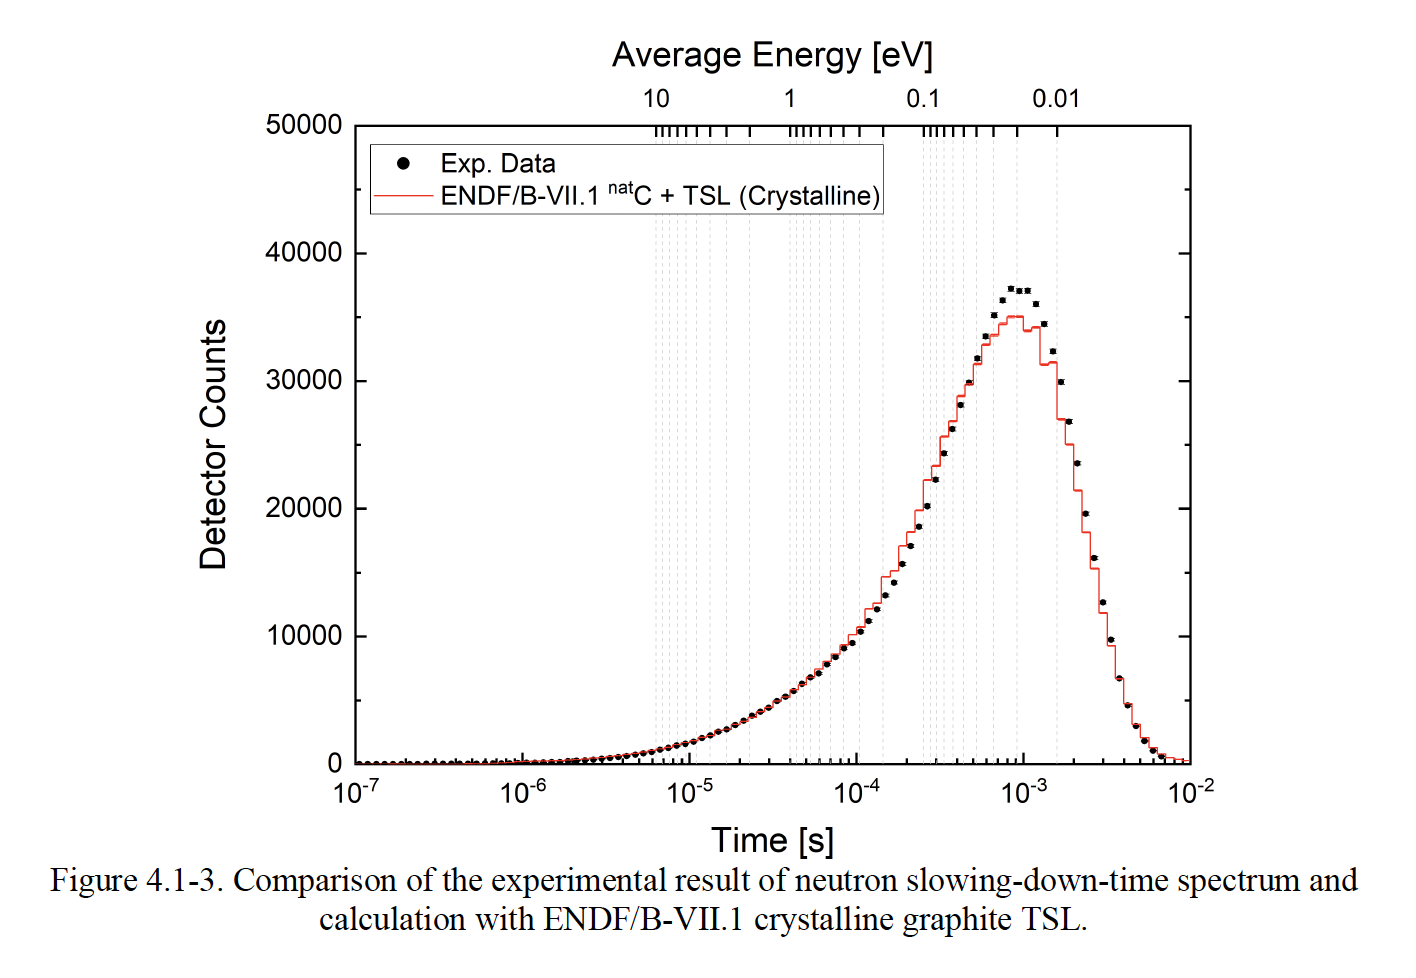 Average Energy [eV]
10 1 0.1 0.01
50000
Exp. Data
ENDF/B-VII.1 natC + TSL (Crystalline)
40000
30000
20000
10000
0
Detector Counts
10-7 10-6 10-5 10-4 10-3 10-2
Time [s]
Figure 4.1-3. Comparison of the experimental result of neutron slowing-down-time spectrum and
calculation with ENDF/B-VII.1 crystalline graphite TSL.